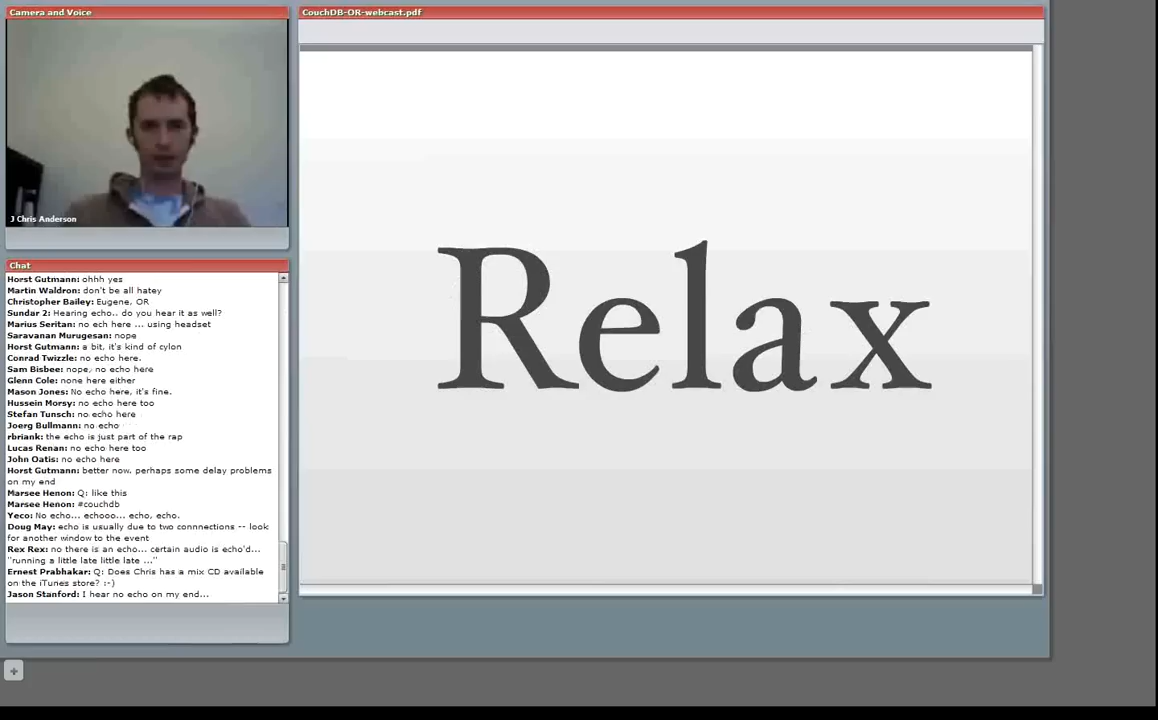 Camera and Voice
J Chris Anderson
Chat
Horst Gutmann: ohhh yes
Martin Waldron: don't be all hatey
Christopher Bailey: Eugene, OR
Sundar 2: Hearing echo.. do you hear it as well?
Marius Seritan: no ech here ... using headset
Saravanan Murugesan: nope
Horst Gutmann: a bit, it's kind of cylon
Conrad Twizzle: no echo here.
Sam Bisbee: nope, no echo here
Glenn Cole: none here either
Mason Jones: No echo here, it's fine.
Hussein Morsy: no echo here too
Stefan Tunsch: no echo here
Joerg Bullmann: no echo
rbriank: the echo is just part of the rap
Lucas Renan: no echo here too
John Oatis: no echo here
Horst Gutmann: better now, perhaps some delay problems
on my end
Marsee Henon: Q: like this
Marsee Henon: #couchdb
Yeco: No echo... echooo... echo, echo.
Doug May: echo is usually due to two connnections -- look
for another window to the event
Rex Rex: no there is an echo... certain audio is echo'd...
"running a little late little late ..."
Ernest Prabhakar: Q: Does Chris has a mix CD available
on the iTunes store? :-)
Jason Stanford: I hear no echo on my end...
CouchDB-OR-webcast.pdf
Relax